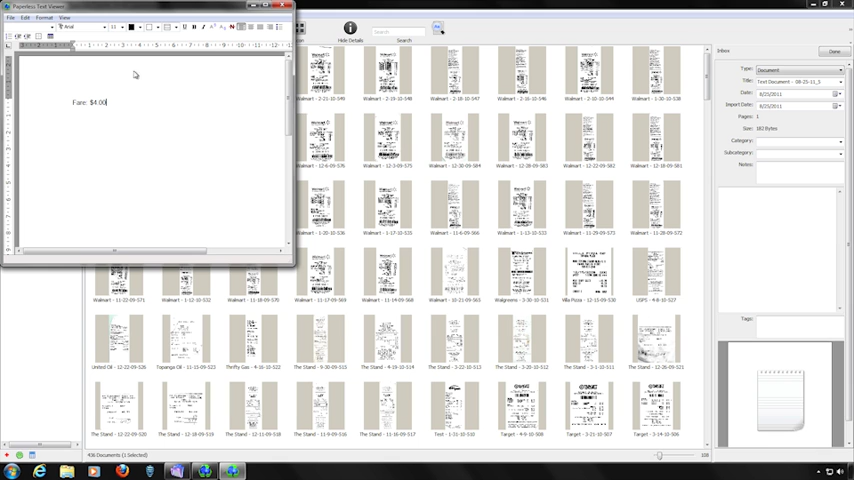 Paperless Text Viewer
File Edit Format View
Arial 11
Fare: $4.00
Hide Details
Search
Search
Walmart - 2-21-10-549 Walmart - 2-19-10-548 Walmart - 2-18-10-547 Walmart - 2-16-10-546 Walmart - 2-10-10-544 Walmart - 1-30-10-538
Walmart - 12-6-09-576 Walmart - 12-3-09-575 Walmart - 12-30-09-584 Walmart - 12-28-09-583 Walmart - 12-22-09-582 Walmart - 12-18-09-581
Walmart - 1-20-10-536 Walmart - 1-17-10-535 Walmart - 11-6-09-566 Walmart - 11-29-09-573
Walmart - 11-22-09-571 Walmart - 1-12-10-532 Walmart - 11-18-09-570 Walmart - 11-17-09-569 Walmart - 11-14-09-568 Walmart - 10-21-09-565 Walgreens - 3-30-10-531 Villa Pizza - 12-15-09-530 USPS - 4-8-10-527
United Oil - 12-22-09-526 Topanga Oil - 11-15-09-523 Thrifty Gas - 4-16-10-522 The Stand - 9-30-09-515 The Stand - 4-19-10-514 The Stand - 3-22-10-513 The Stand - 3-20-10-512 The Stand - 3-1-10-511 The Stand - 12-26-09-521
The Stand - 12-22-09-520 The Stand - 12-18-09-519 The Stand - 12-11-09-518 The Stand - 11-9-09-516 The Stand - 11-16-09-517 Test - 1-31-10-510 Target - 4-9-10-508 Target - 3-21-10-507 Target - 3-14-10-506
436 Documents (1 Selected)
108
Inbox
Done
Type: Document
Title: Text Document - 08-25-11_5
Date: 8/25/2011
Import Date: 8/25/2011
Pages: 1
Size: 182 Bytes
Category:
Subcategory:
Notes:
Tags: